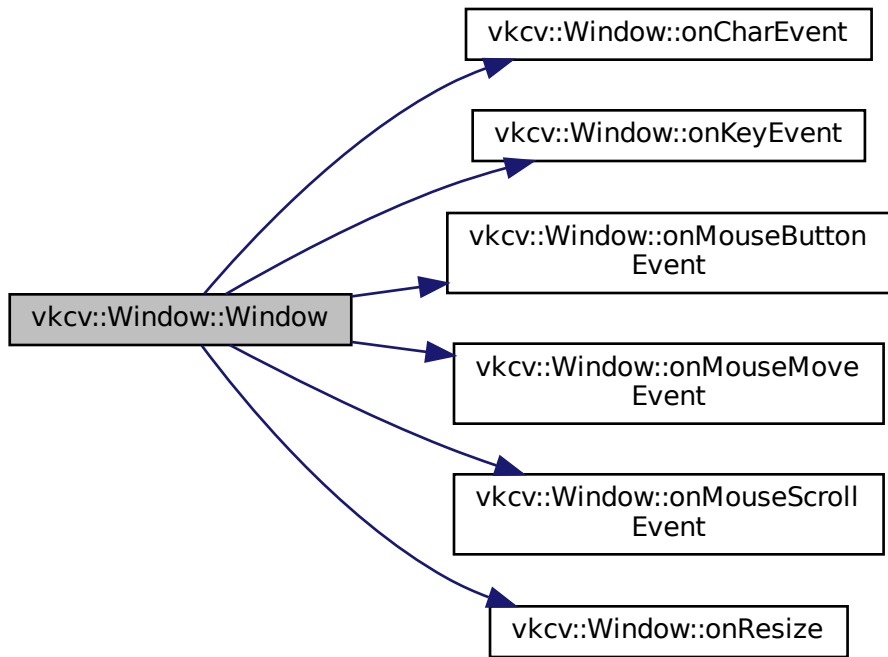 vkcv::Window::onCharEvent
vkcv::Window::onKeyEvent
vkcv::Window::onMouseButton
Event
vkcv::Window::Window
vkcv::Window::onMouseMove
Event
vkcv::Window::onMouseScroll
Event
vkcv::Window::onResize